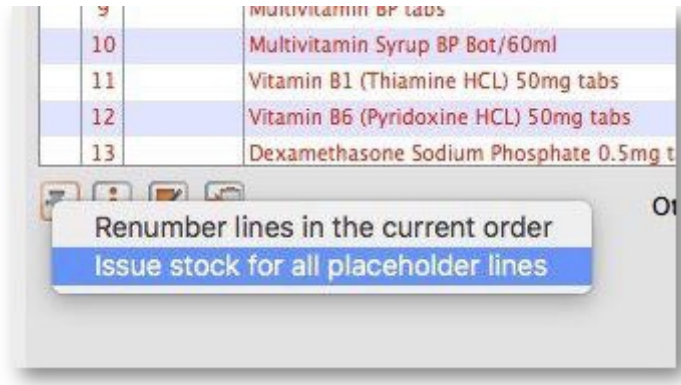 9 Multivitamin BP tabs
10 Multivitamin Syrup BP Bot/60ml
11 Vitamin B1 (Thiamine HCL) 50mg tabs
12 Vitamin B6 (Pyridoxine HCL) 50mg tabs
13 Dexamethasone Sodium Phosphate 0.5mg t
Ot
Renumber lines in the current order
Issue stock for all placeholder lines